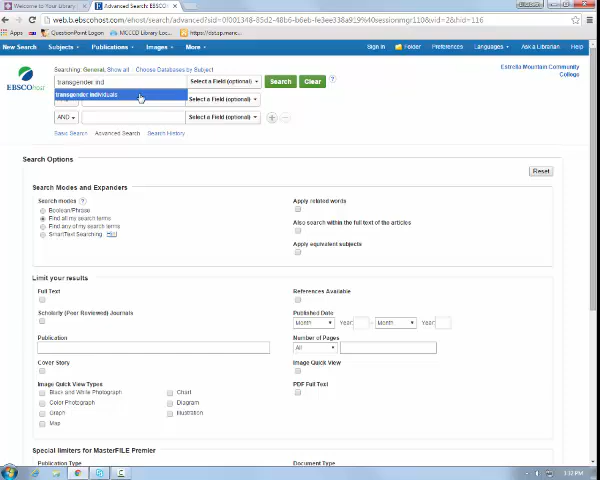 Welcome to Your Library
Advanced Search: EBSCO
web.b.ebscohost.com/ehost/search/advanced?sid=0f001348-85d2-48b6-b6eb-fe3ee338a919%40sessionmgr110&vid=2&hid=116
Apps
QuestionPoint Logon
MCCCD Library Loc
https://dst.sp.maric
New Search
Subjects
Publications
Images
More
Sign In
Folder
Preferences
Languages
Ask a Librarian
Help
Estrella Mountain Community College
EBSCOhost
Searching: General, Show all
Choose Databases by Subject
transgender ind
Select a Field (optional)
Search
Clear
?
transgender individuals
Select a Field (optional)
AND
Select a Field (optional)
Basic Search
Advanced Search
Search History
Search Options
Reset
Search Modes and Expanders
Search modes ?
Boolean/Phrase
Find all my search terms
Find any of my search terms
SmartText Searching
Apply related words
Also search within the full text of the articles
Apply equivalent subjects
Limit your results
Full Text
References Available
Scholarly (Peer Reviewed) Journals
Published Date
Month
Year:
–
Month
Year:
Publication
Number of Pages
All
Cover Story
Image Quick View
Image Quick View Types
Black and White Photograph
Chart
Color Photograph
Diagram
Graph
Illustration
Map
PDF Full Text
Special limiters for MasterFILE Premier
Publication Type
Document Type
3:32 PM